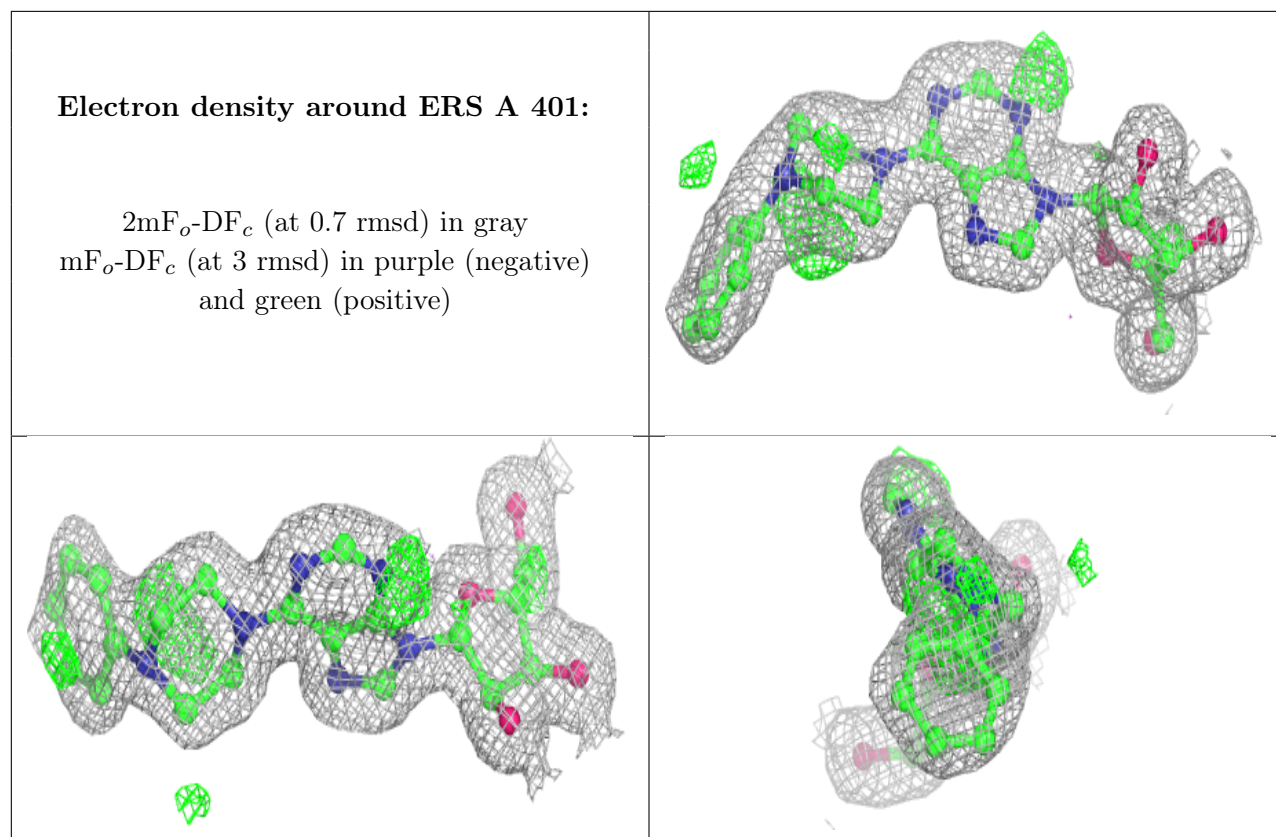 Electron density around ERS A 401:
2mFo-DFc (at 0.7 rmsd) in gray
mFo-DFc (at 3 rmsd) in purple (negative)
and green (positive)